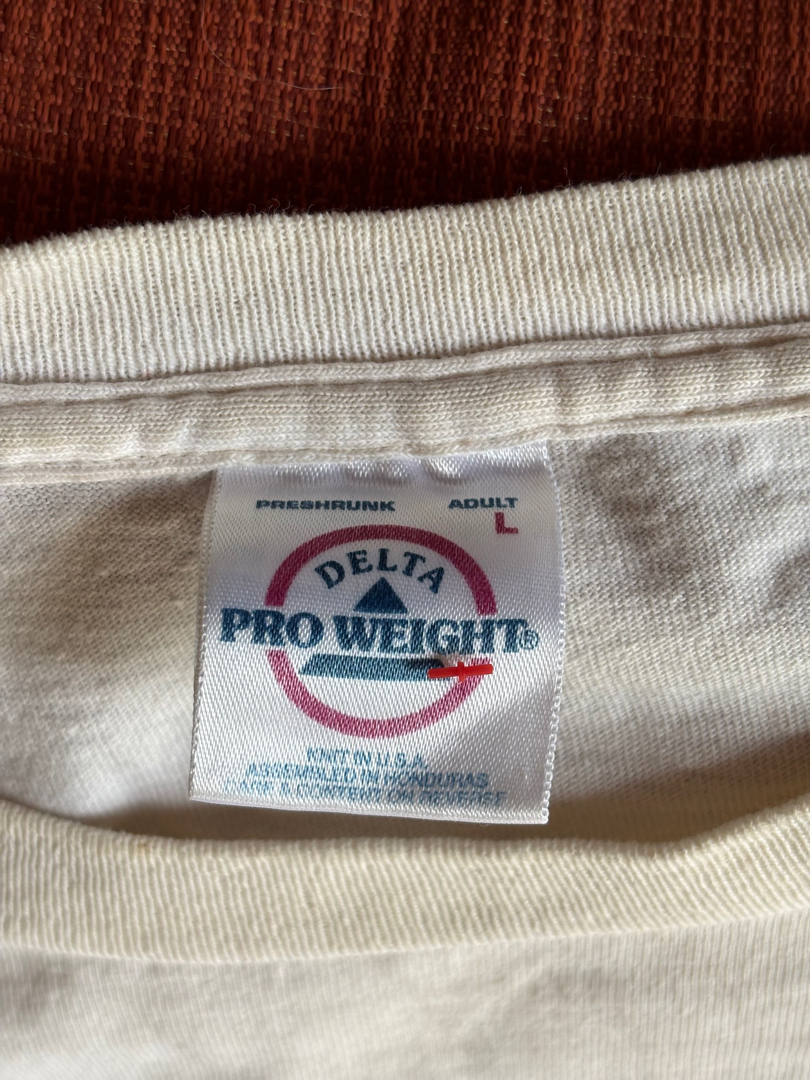 PRESHRUNK ADULT
L
DELTA
PRO WEIGHT®
KNIT IN U.S.A.
ASSEMBLED IN HONDURAS
CARE & CONTENT ON REVERSE